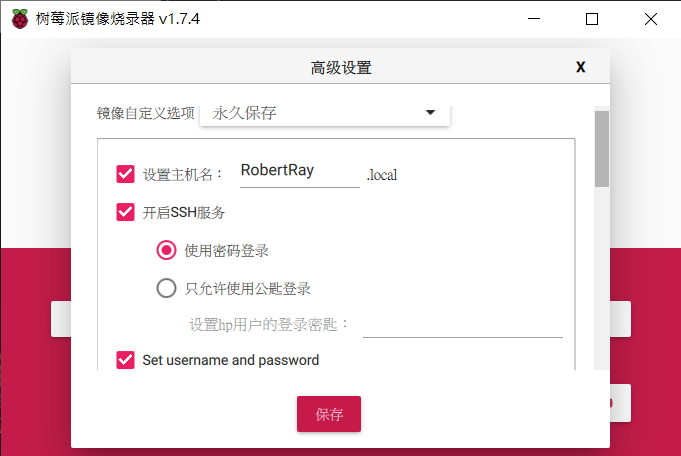 树莓派镜像烧录器 v1.7.4
高级设置 X
镜像自定义选项 永久保存
设置主机名： RobertRay .local
开启SSH服务
使用密码登录
只允许使用公匙登录
设置hp用户的登录密匙：
Set username and password
保存